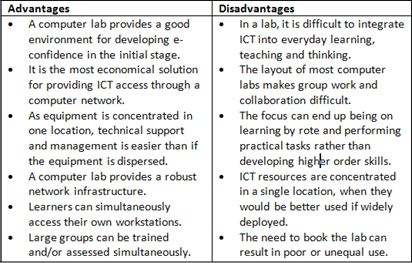 Advantages
• A computer lab provides a good
environment for developing e-
confidence in the initial stage.
• It is the most economical solution
for providing ICT access through a
computer network.
• As equipment is concentrated in
one location, technical support
and management is easier than if
the equipment is dispersed.
• A computer lab provides a robust
network infrastructure.
• Learners can simultaneously
access their own workstations.
• Large groups can be trained
and/or assessed simultaneously.
Disadvantages
• In a lab, it is difficult to integrate
ICT into everyday learning,
teaching and thinking.
• The layout of most computer
labs makes group work and
collaboration difficult.
• The focus can end up being on
learning by rote and performing
practical tasks rather than
developing higher order skills.
• ICT resources are concentrated
in a single location, when they
would be better used if widely
deployed.
• The need to book the lab can
result in poor or unequal use.